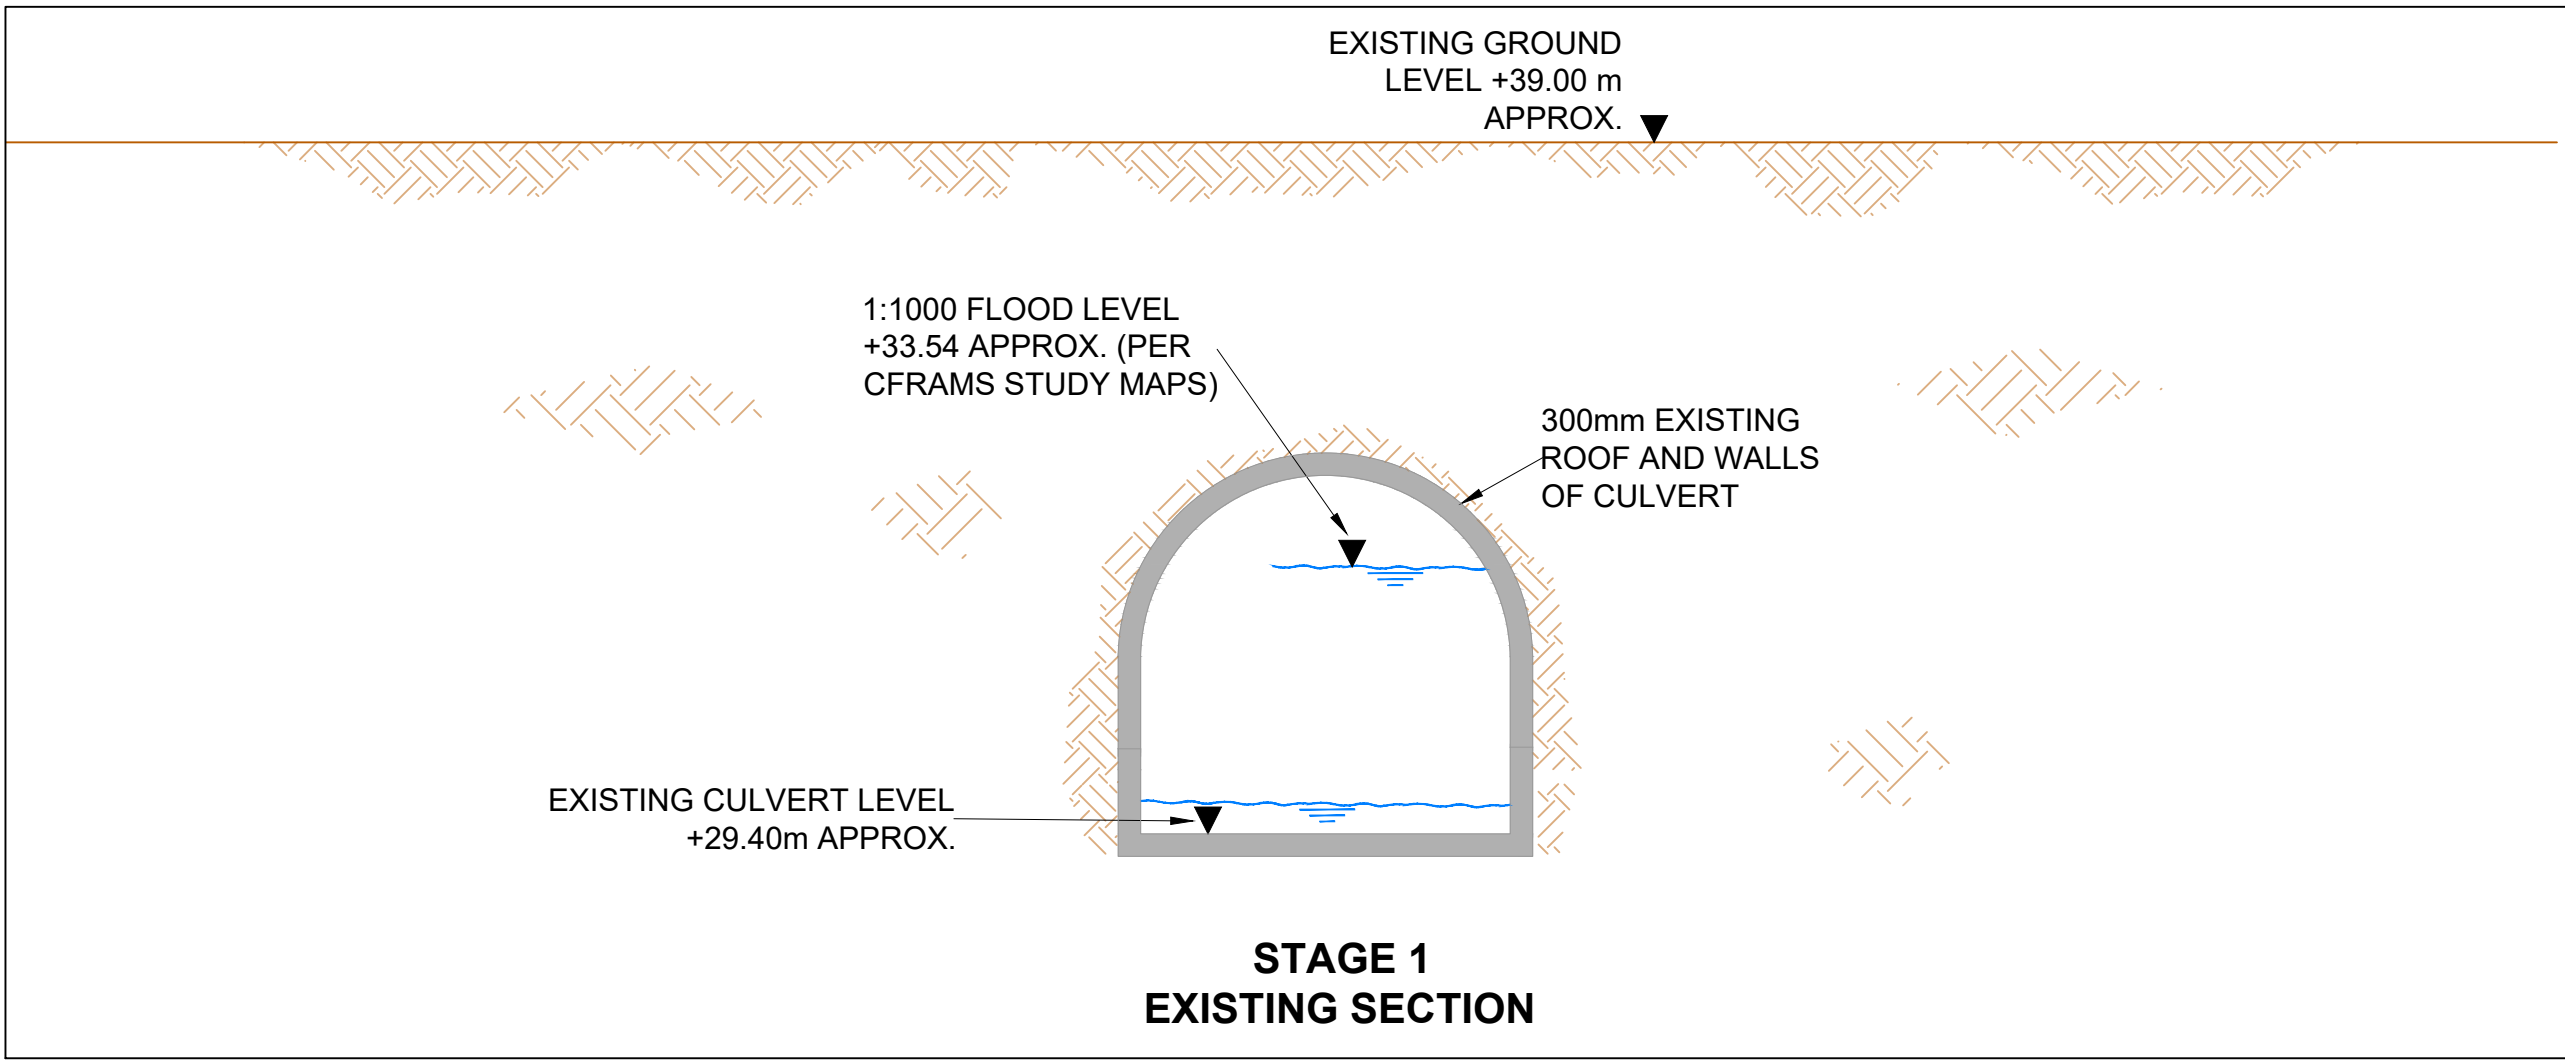 EXISTING GROUND
LEVEL +39.00 m
APPROX.
1:1000 FLOOD LEVEL
+33.54 APPROX. (PER
CFRAMS STUDY MAPS)
300mm EXISTING
ROOF AND WALLS
OF CULVERT
EXISTING CULVERT LEVEL
+29.40m APPROX.
STAGE 1
EXISTING SECTION